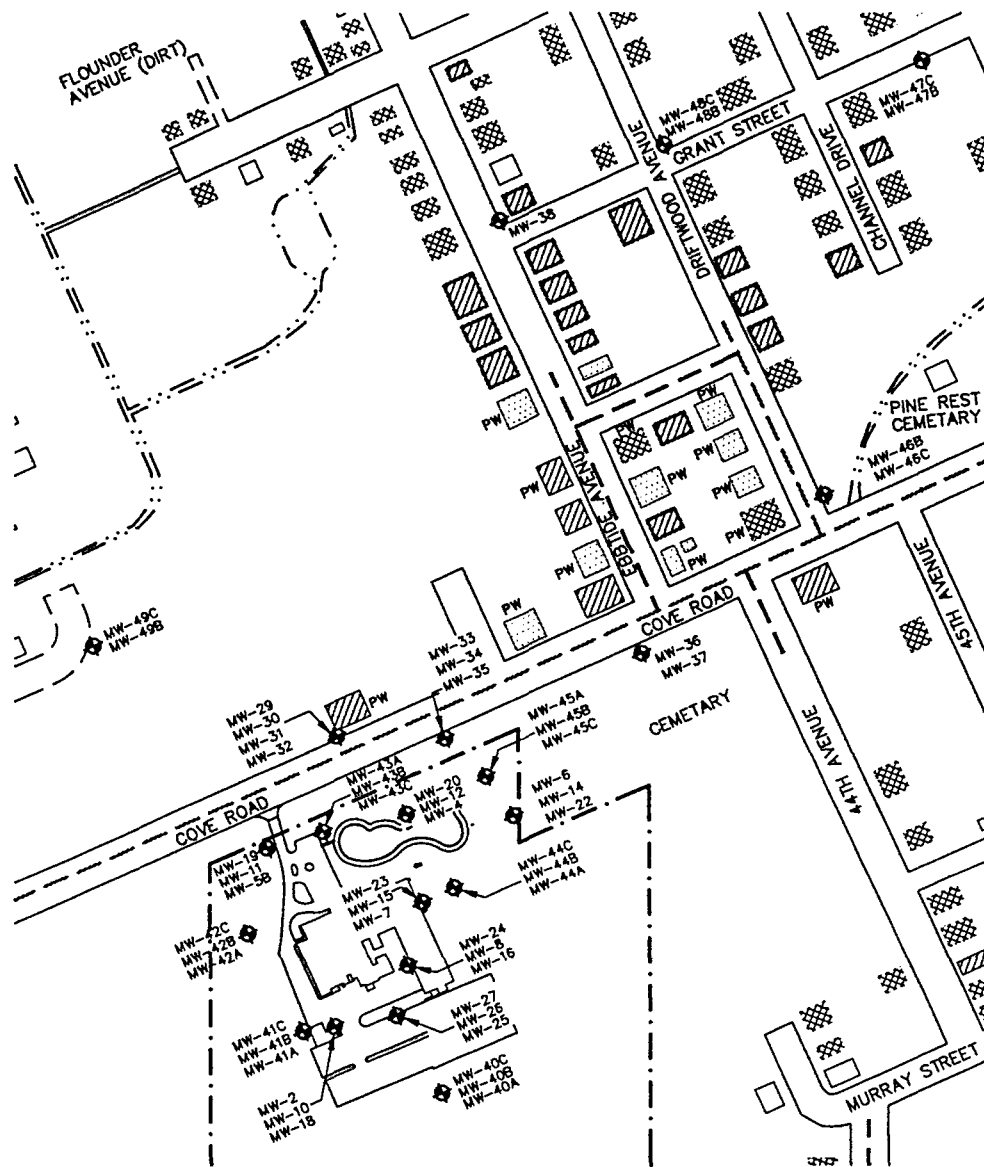 FLOUNDER
AVENUE (DIRT)
MW-47C
MW-47B
MW-48C
MW-48B
GRANT STREET
DRIFTWOOD AVENUE
CHANNEL DRIVE
MW-38
PINE REST
CEMETARY
MW-46B
MW-46C
PW
PW
PW
PW
PW
PW
PW
PW
PW
PW
PW
PW
EBBTIDE AVENUE
COVE ROAD
45TH AVENUE
44TH AVENUE
MW-49C
MW-49B
MW-33
MW-34
MW-35
MW-36
MW-37
CEMETARY
MW-29
MW-30
MW-31
MW-32
MW-45A
MW-45B
MW-45C
MW-43A
MW-43B
MW-43C
MW-20
MW-12
MW-4
MW-6
MW-14
MW-22
COVE ROAD
MW-19
MW-11
MW-5B
MW-44C
MW-44B
MW-44A
MW-23
MW-15
MW-7
MW-42C
MW-42B
MW-42A
MW-24
MW-8
MW-16
MW-27
MW-26
MW-25
MW-41C
MW-41B
MW-41A
MW-40C
MW-40B
MW-40A
MW-2
MW-10
MW-18
MURRAY STREET